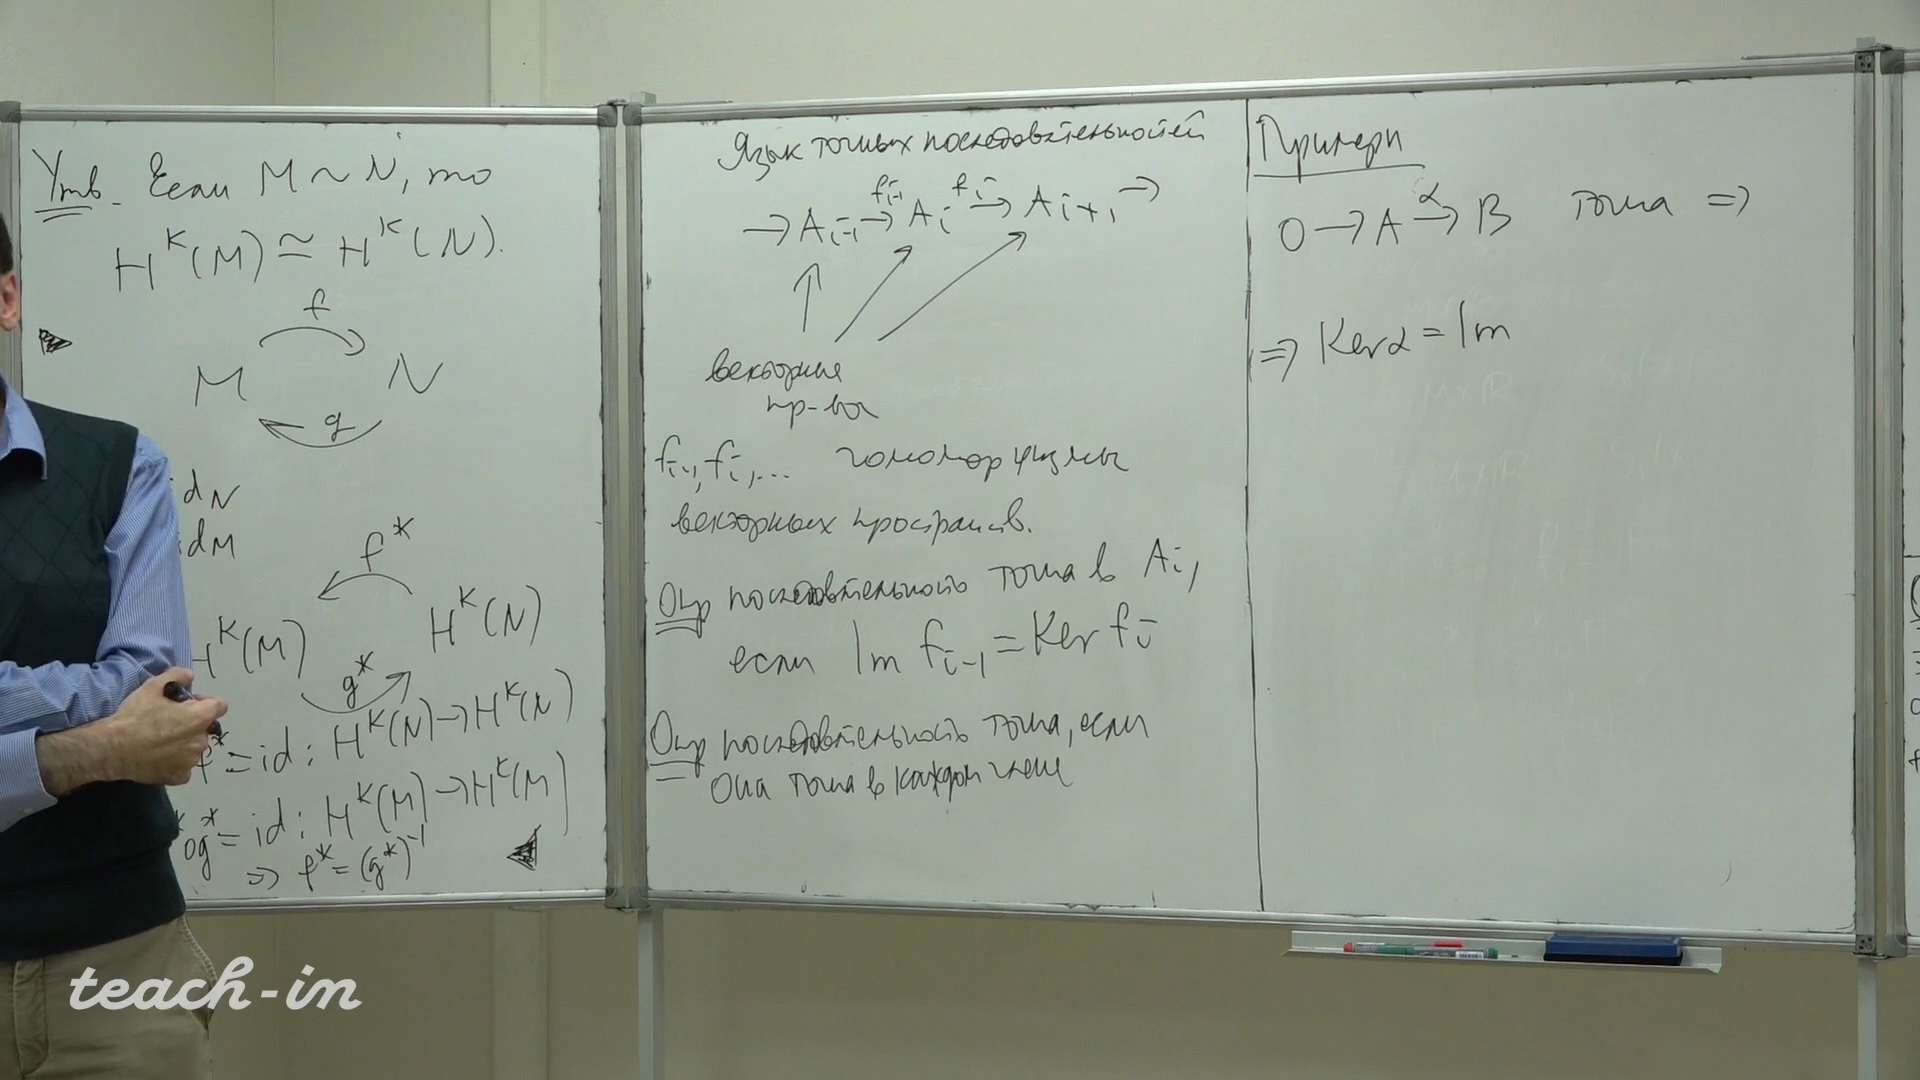 Утв. Если M ~ N, то
H^K(M) ≃ H^K(N).
f
M N
g
d_N
id_M
f*
H^K(M) H^K(N)
g*
f* = id : H^K(N) → H^K(N)
og* = id : H^K(M) → H^K(M)
⇒ f* = (g*)^-1
Язык точных последовательностей
→ A_{i-1} →^{f_{i-1}} A_i →^{f_i} A_{i+1} →
векторные
пр-ва
f_{i-1}, f_i, ... гомоморфизмы
векторных пространств.
Опр последовательность точна в A_i,
если Im f_{i-1} = Ker f_i
Опр последовательность точна, если
она точна в каждом члене
Примеры
0 → A →^α B точна ⇒
⇒ Ker α = Im
teach-in